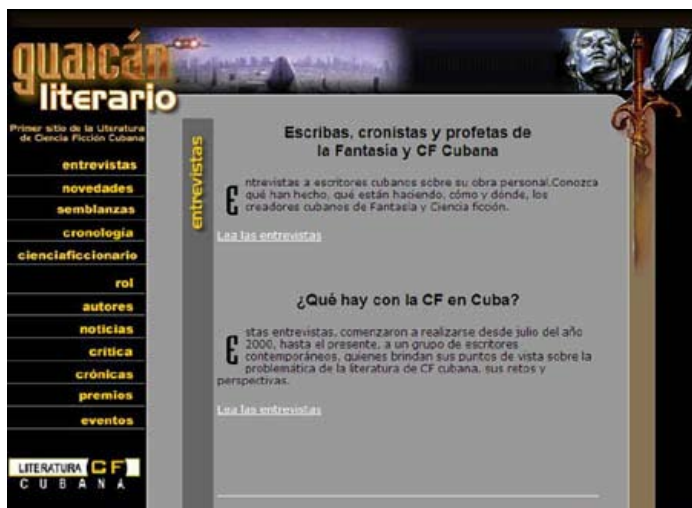 guaicán
literario
Primer sitio de la Literatura
de Ciencia Ficción Cubana
entrevistas
novedades
semblanzas
cronología
cienciaficcionario
rol
autores
noticias
crítica
crónicas
premios
eventos
LITERATURA CF
CUBANA
entrevistas
Escribas, cronistas y profetas de
la Fantasía y CF Cubana
Entrevistas a escritores cubanos sobre su obra personal.Conozca
qué han hecho, qué están haciendo, cómo y dónde, los
creadores cubanos de Fantasía y Ciencia ficción.
Lea las entrevistas
¿Qué hay con la CF en Cuba?
Estas entrevistas, comenzaron a realizarse desde julio del año
2000, hasta el presente, a un grupo de escritores
contemporáneos, quienes brindan sus puntos de vista sobre la
problemática de la literatura de CF cubana, sus retos y
perspectivas.
Lea las entrevistas